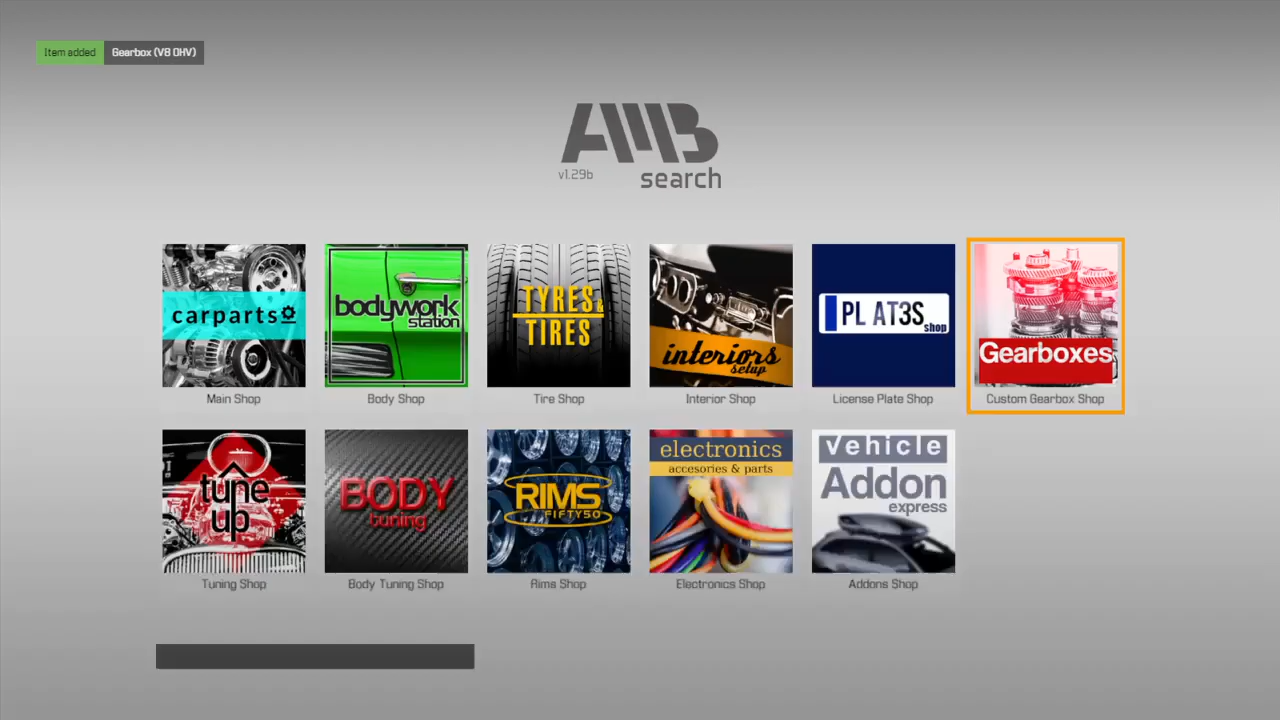 Item added Gearbox (V8 OHV)
AMB
v1.29b search
carparts
bodywork
station
TYRES &
TIRES
interiors
setup
PL AT3S
shop
Gearboxes
Main Shop
Body Shop
Tire Shop
Interior Shop
License Plate Shop
Custom Gearbox Shop
tune
up
BODY
tuning
RIMS
FIFTY50
electronics
accesories & parts
vehicle
Addon
express
Tuning Shop
Body Tuning Shop
Rims Shop
Electronics Shop
Addons Shop